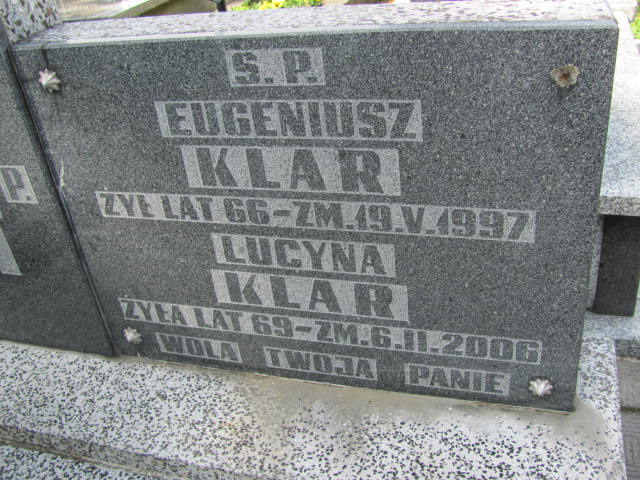 S. P.
EUGENIUSZ
KLAR
ŻYŁ LAT 66-ZM.19.V.1997
LUCYNA
KLAR
ŻYŁA LAT 69-ZM.6.II.2006
WOLA TWOJA PANIE
P.